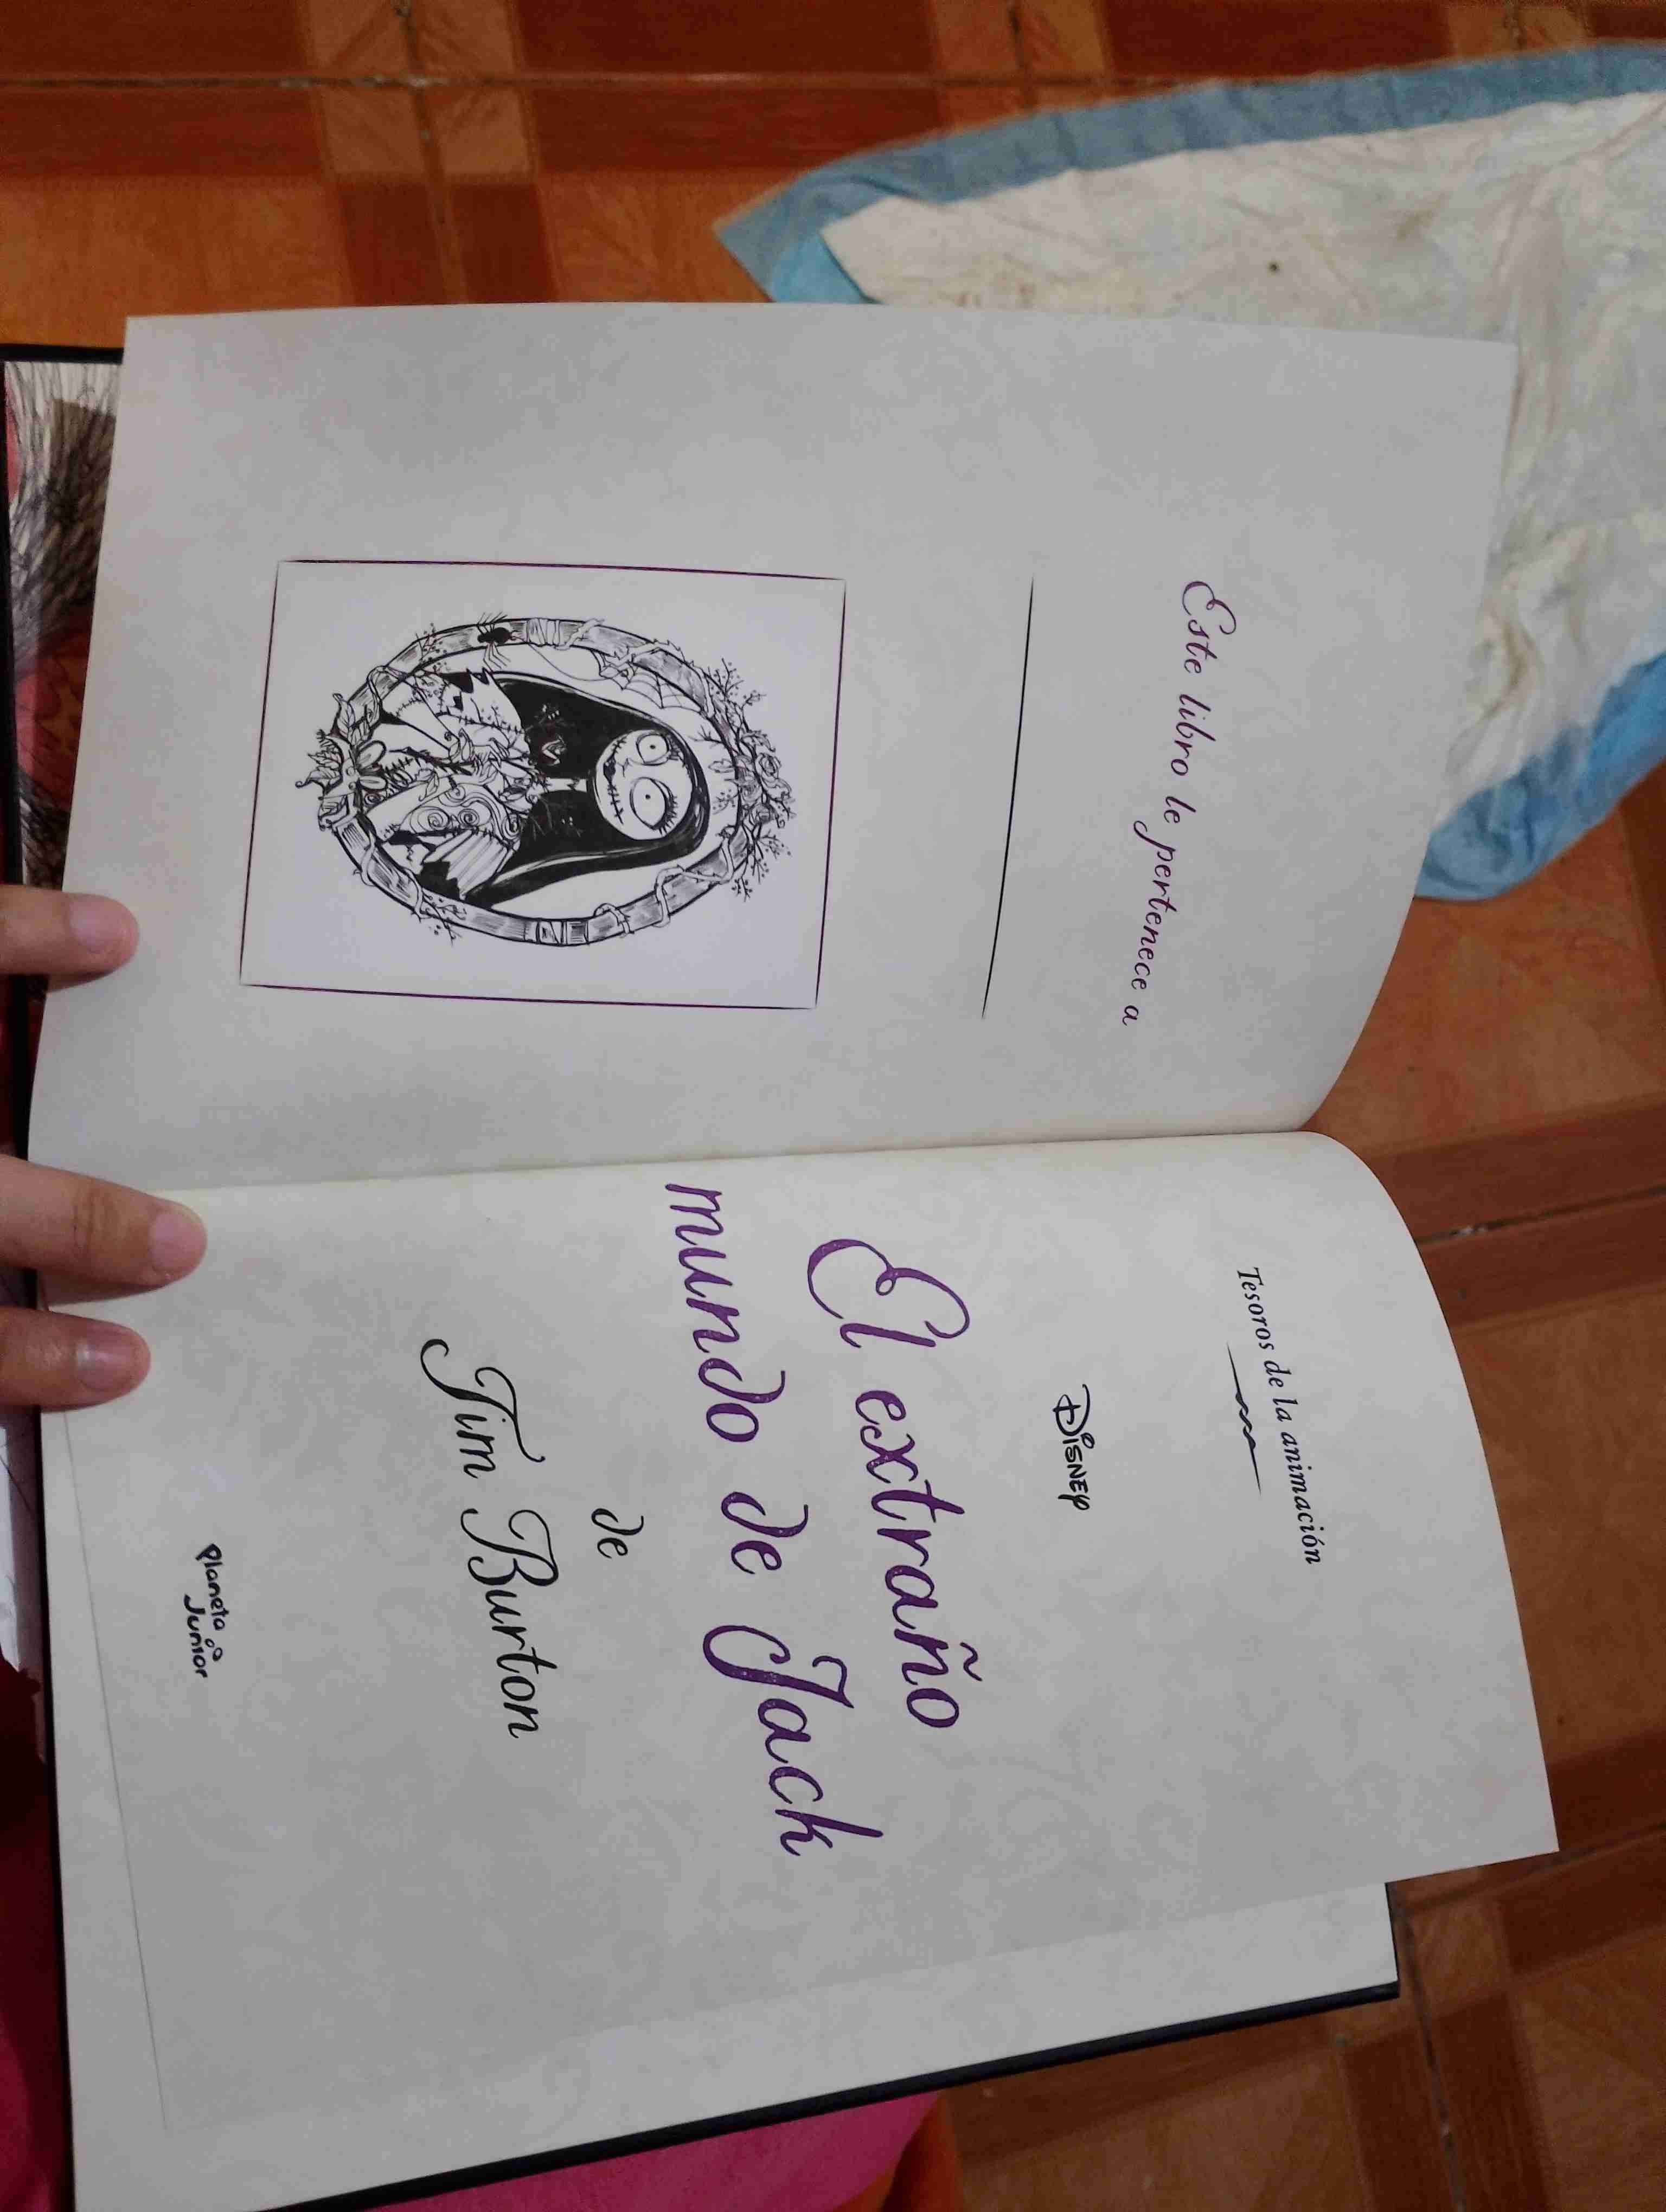 Este libro le pertenece a
Tesoros de la animación
Disney
El extraño
mundo de Jack
de
Tim Burton
Planeta
Junior